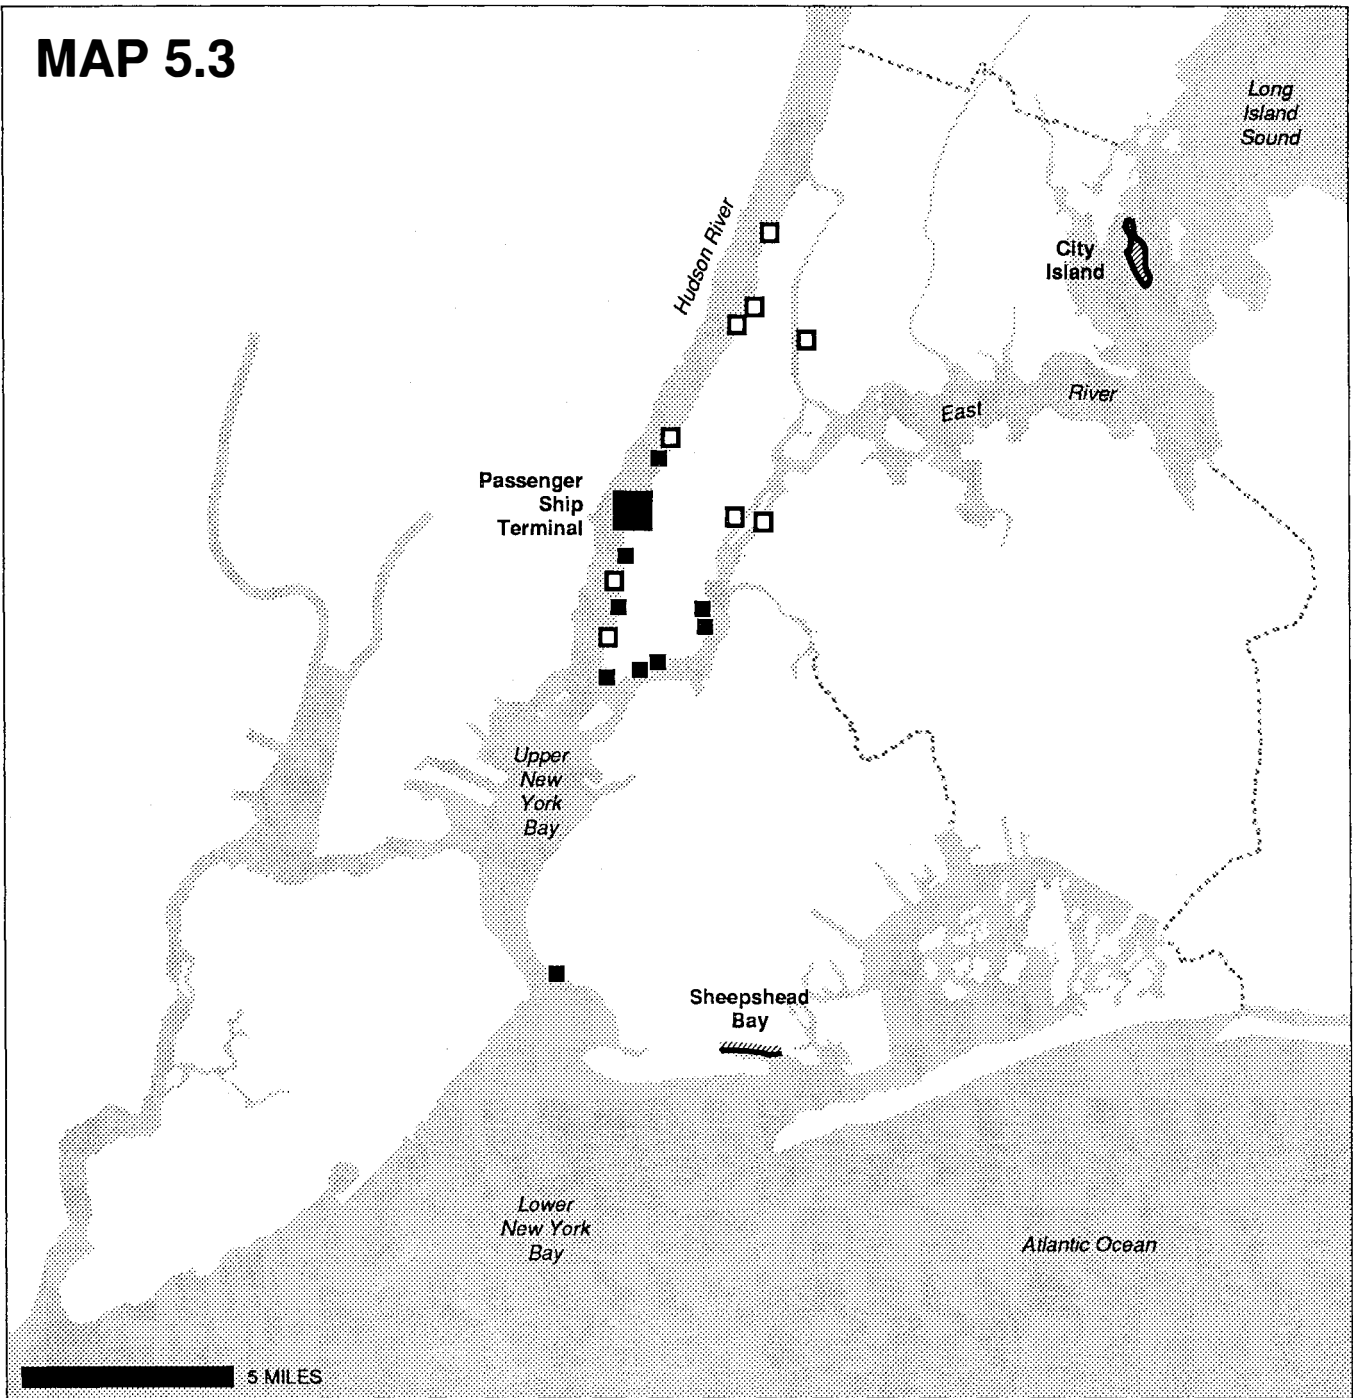 MAP 5.3
Long
Island
Sound
Hudson River
City
Island
East
River
Passenger
Ship
Terminal
Upper
New
York
Bay
Sheepshead
Bay
Lower
New York
Bay
Atlantic Ocean
5 MILES